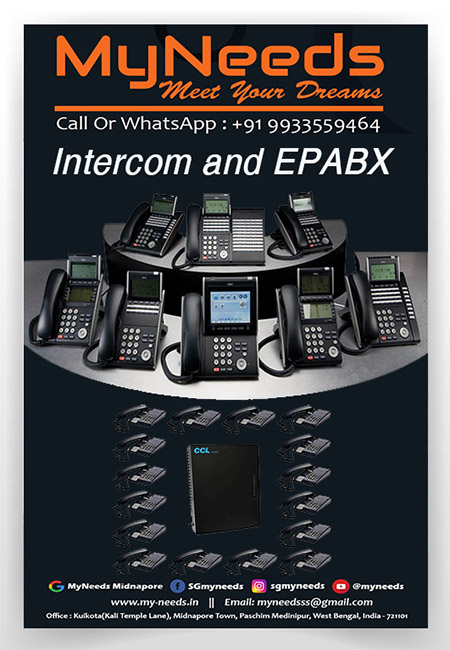 MyNeeds
Meet Your Dreams
Call Or WhatsApp : +91 9933559464
Intercom and EPABX
CCL
MyNeeds Midnapore SGmyneeds sgmyneeds @myneeds
www.my-needs.in || Email: myneedsss@gmail.com
Office : Kuikota(Kali Temple Lane), Midnapore Town, Paschim Medinipur, West Bengal, India - 721101